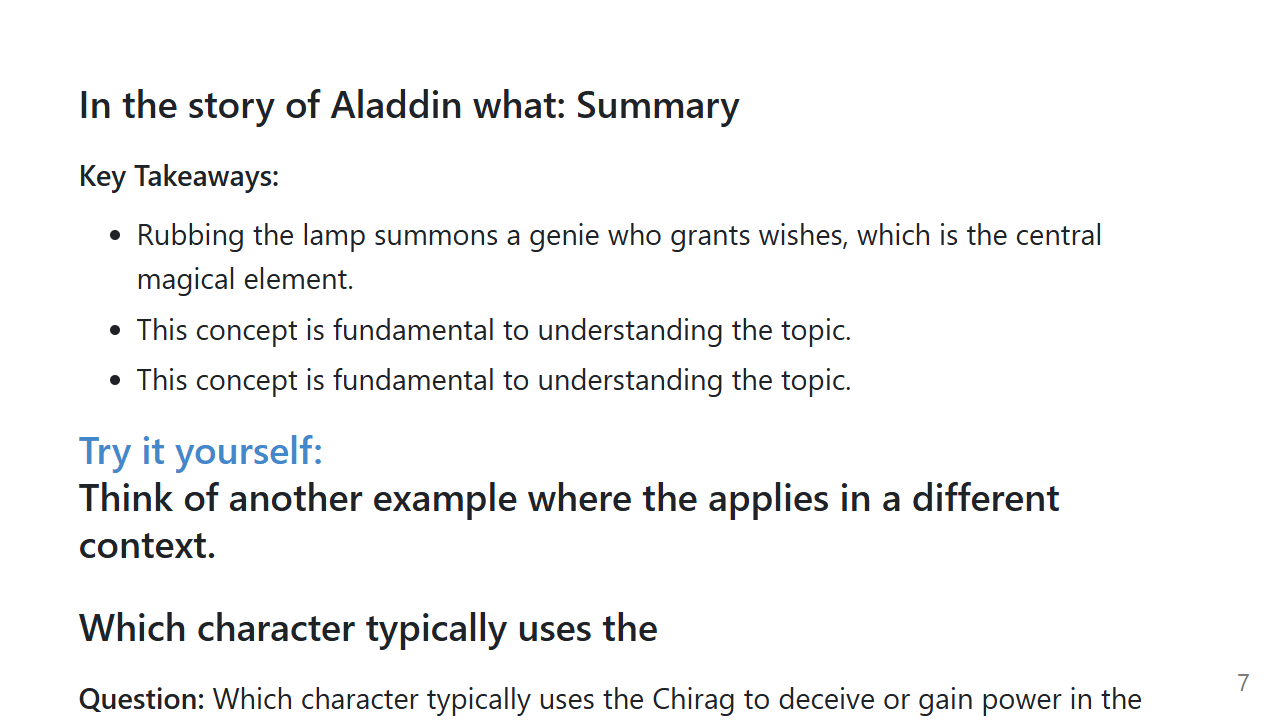 In the story of Aladdin what: Summary
Key Takeaways:
• Rubbing the lamp summons a genie who grants wishes, which is the central
magical element.
• This concept is fundamental to understanding the topic.
• This concept is fundamental to understanding the topic.
Try it yourself:
Think of another example where the applies in a different
context.
Which character typically uses the
Question: Which character typically uses the Chirag to deceive or gain power in the
7